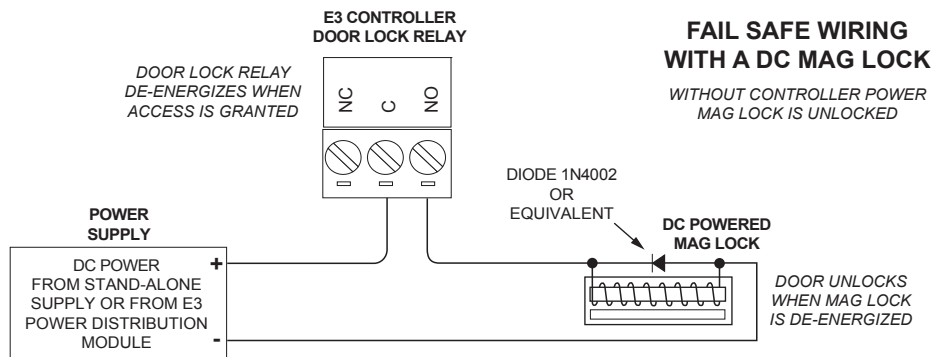 E3 CONTROLLER
DOOR LOCK RELAY
FAIL SAFE WIRING
WITH A DC MAG LOCK
WITHOUT CONTROLLER POWER
MAG LOCK IS UNLOCKED
DOOR LOCK RELAY
DE-ENERGIZES WHEN
ACCESS IS GRANTED
NC
C
NO
DIODE 1N4002
OR
EQUIVALENT
POWER
SUPPLY
DC POWERED
MAG LOCK
+
DC POWER
FROM STAND-ALONE
SUPPLY OR FROM E3
POWER DISTRIBUTION
MODULE
-
DOOR UNLOCKS
WHEN MAG LOCK
IS DE-ENERGIZED